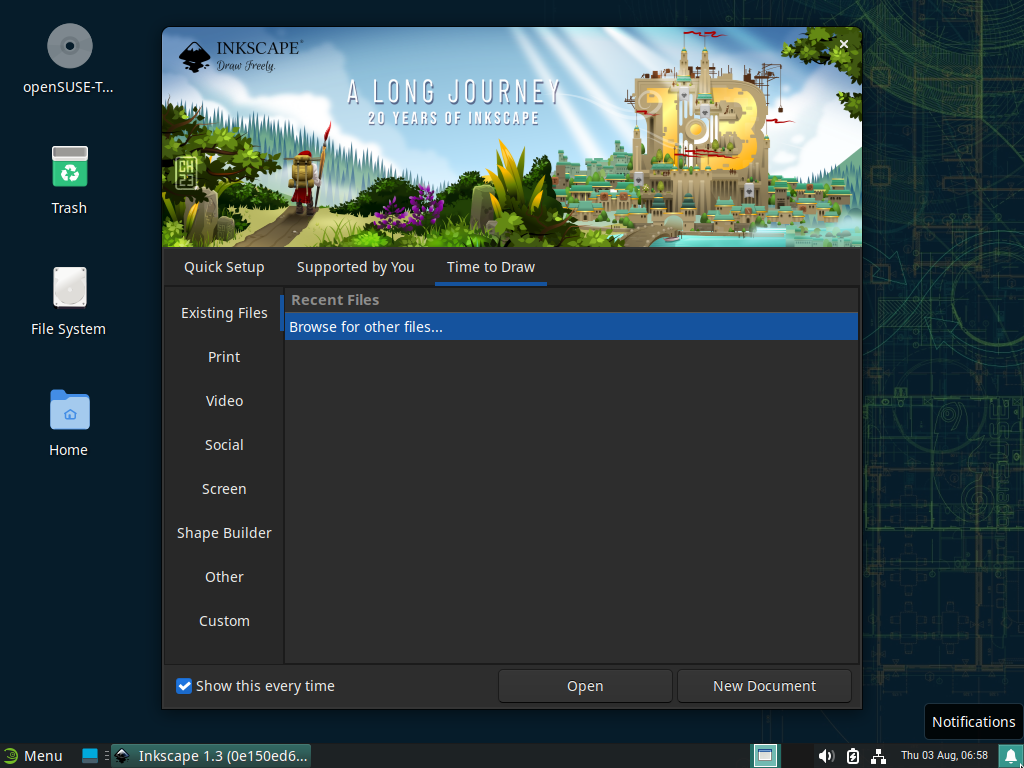 openSUSE-T...
Trash
File System
Home
INKSCAPE
Draw Freely.
A LONG JOURNEY
20 YEARS OF INKSCAPE
1.3
CH
23
Quick Setup
Supported by You
Time to Draw
Existing Files
Print
Video
Social
Screen
Shape Builder
Other
Custom
Recent Files
Browse for other files...
Show this every time
Open
New Document
Notifications
Menu
Inkscape 1.3 (0e150ed6...
Thu 03 Aug, 06:58